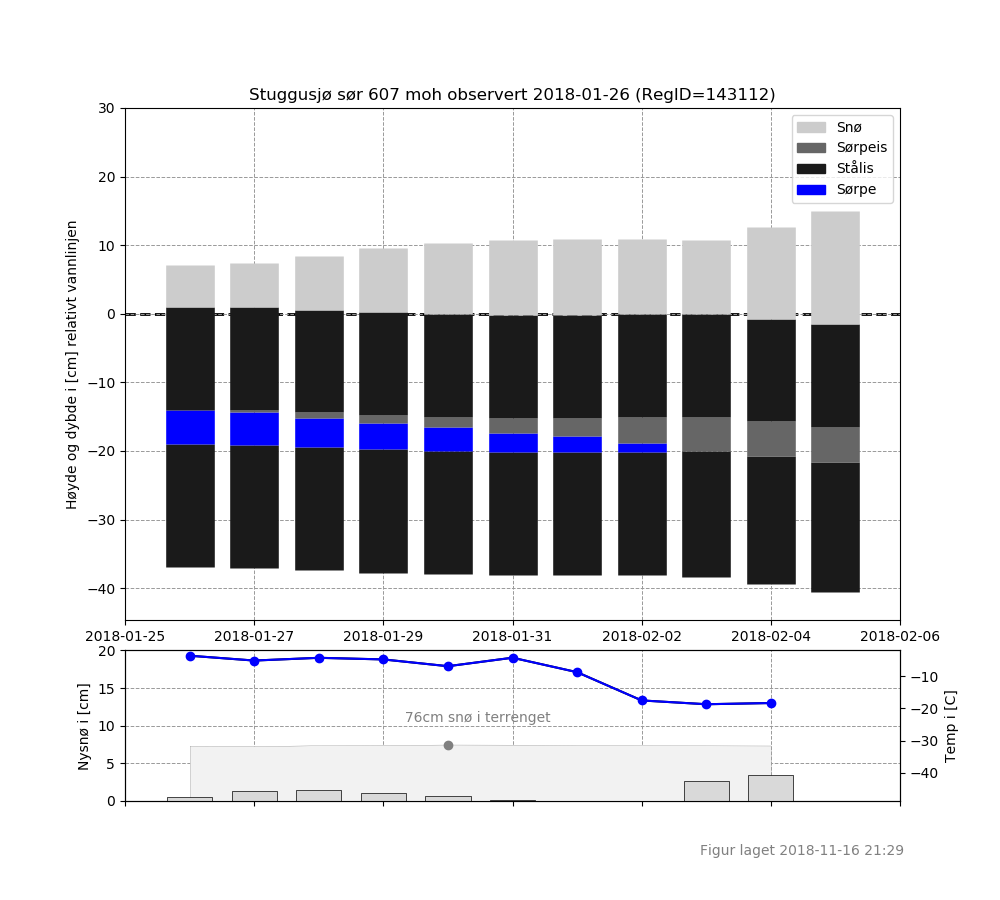 Stuggusjø sør 607 moh observert 2018-01-26 (RegID=143112)
Høyde og dybde i [cm] relativt vannlinjen
30
20
10
0
−10
−20
−30
−40
Snø
Sørpeis
Stålis
Sørpe
2018-01-25 2018-01-27 2018-01-29 2018-01-31 2018-02-02 2018-02-04 2018-02-06
Nysnø i [cm]
20
15
10
5
0
76cm snø i terrenget
−10
−20
−30
−40
Temp i [C]
Figur laget 2018-11-16 21:29